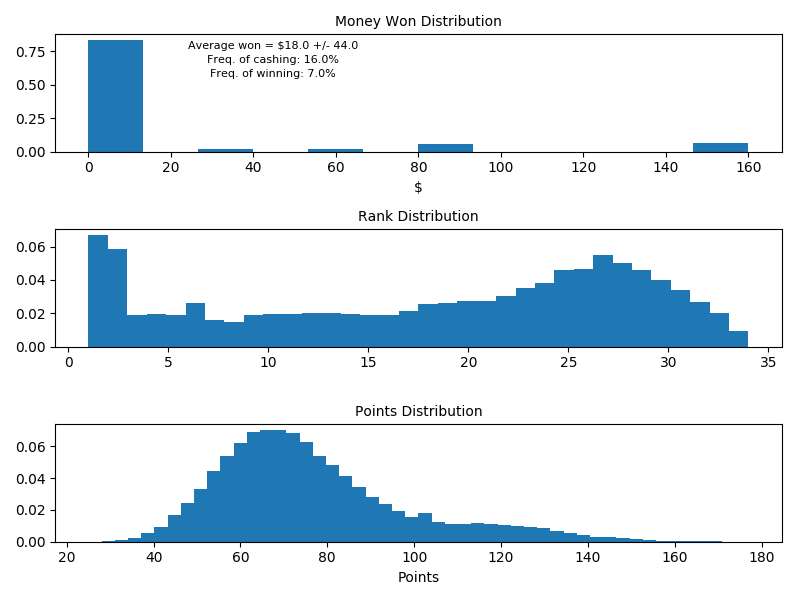 Money Won Distribution
Average won = $18.0 +/- 44.0
Freq. of cashing: 16.0%
Freq. of winning: 7.0%
0.75
0.50
0.25
0.00
0 20 40 60 80 100 120 140 160
$
Rank Distribution
0.06
0.04
0.02
0.00
0 5 10 15 20 25 30 35
Points Distribution
0.06
0.04
0.02
0.00
20 40 60 80 100 120 140 160 180
Points